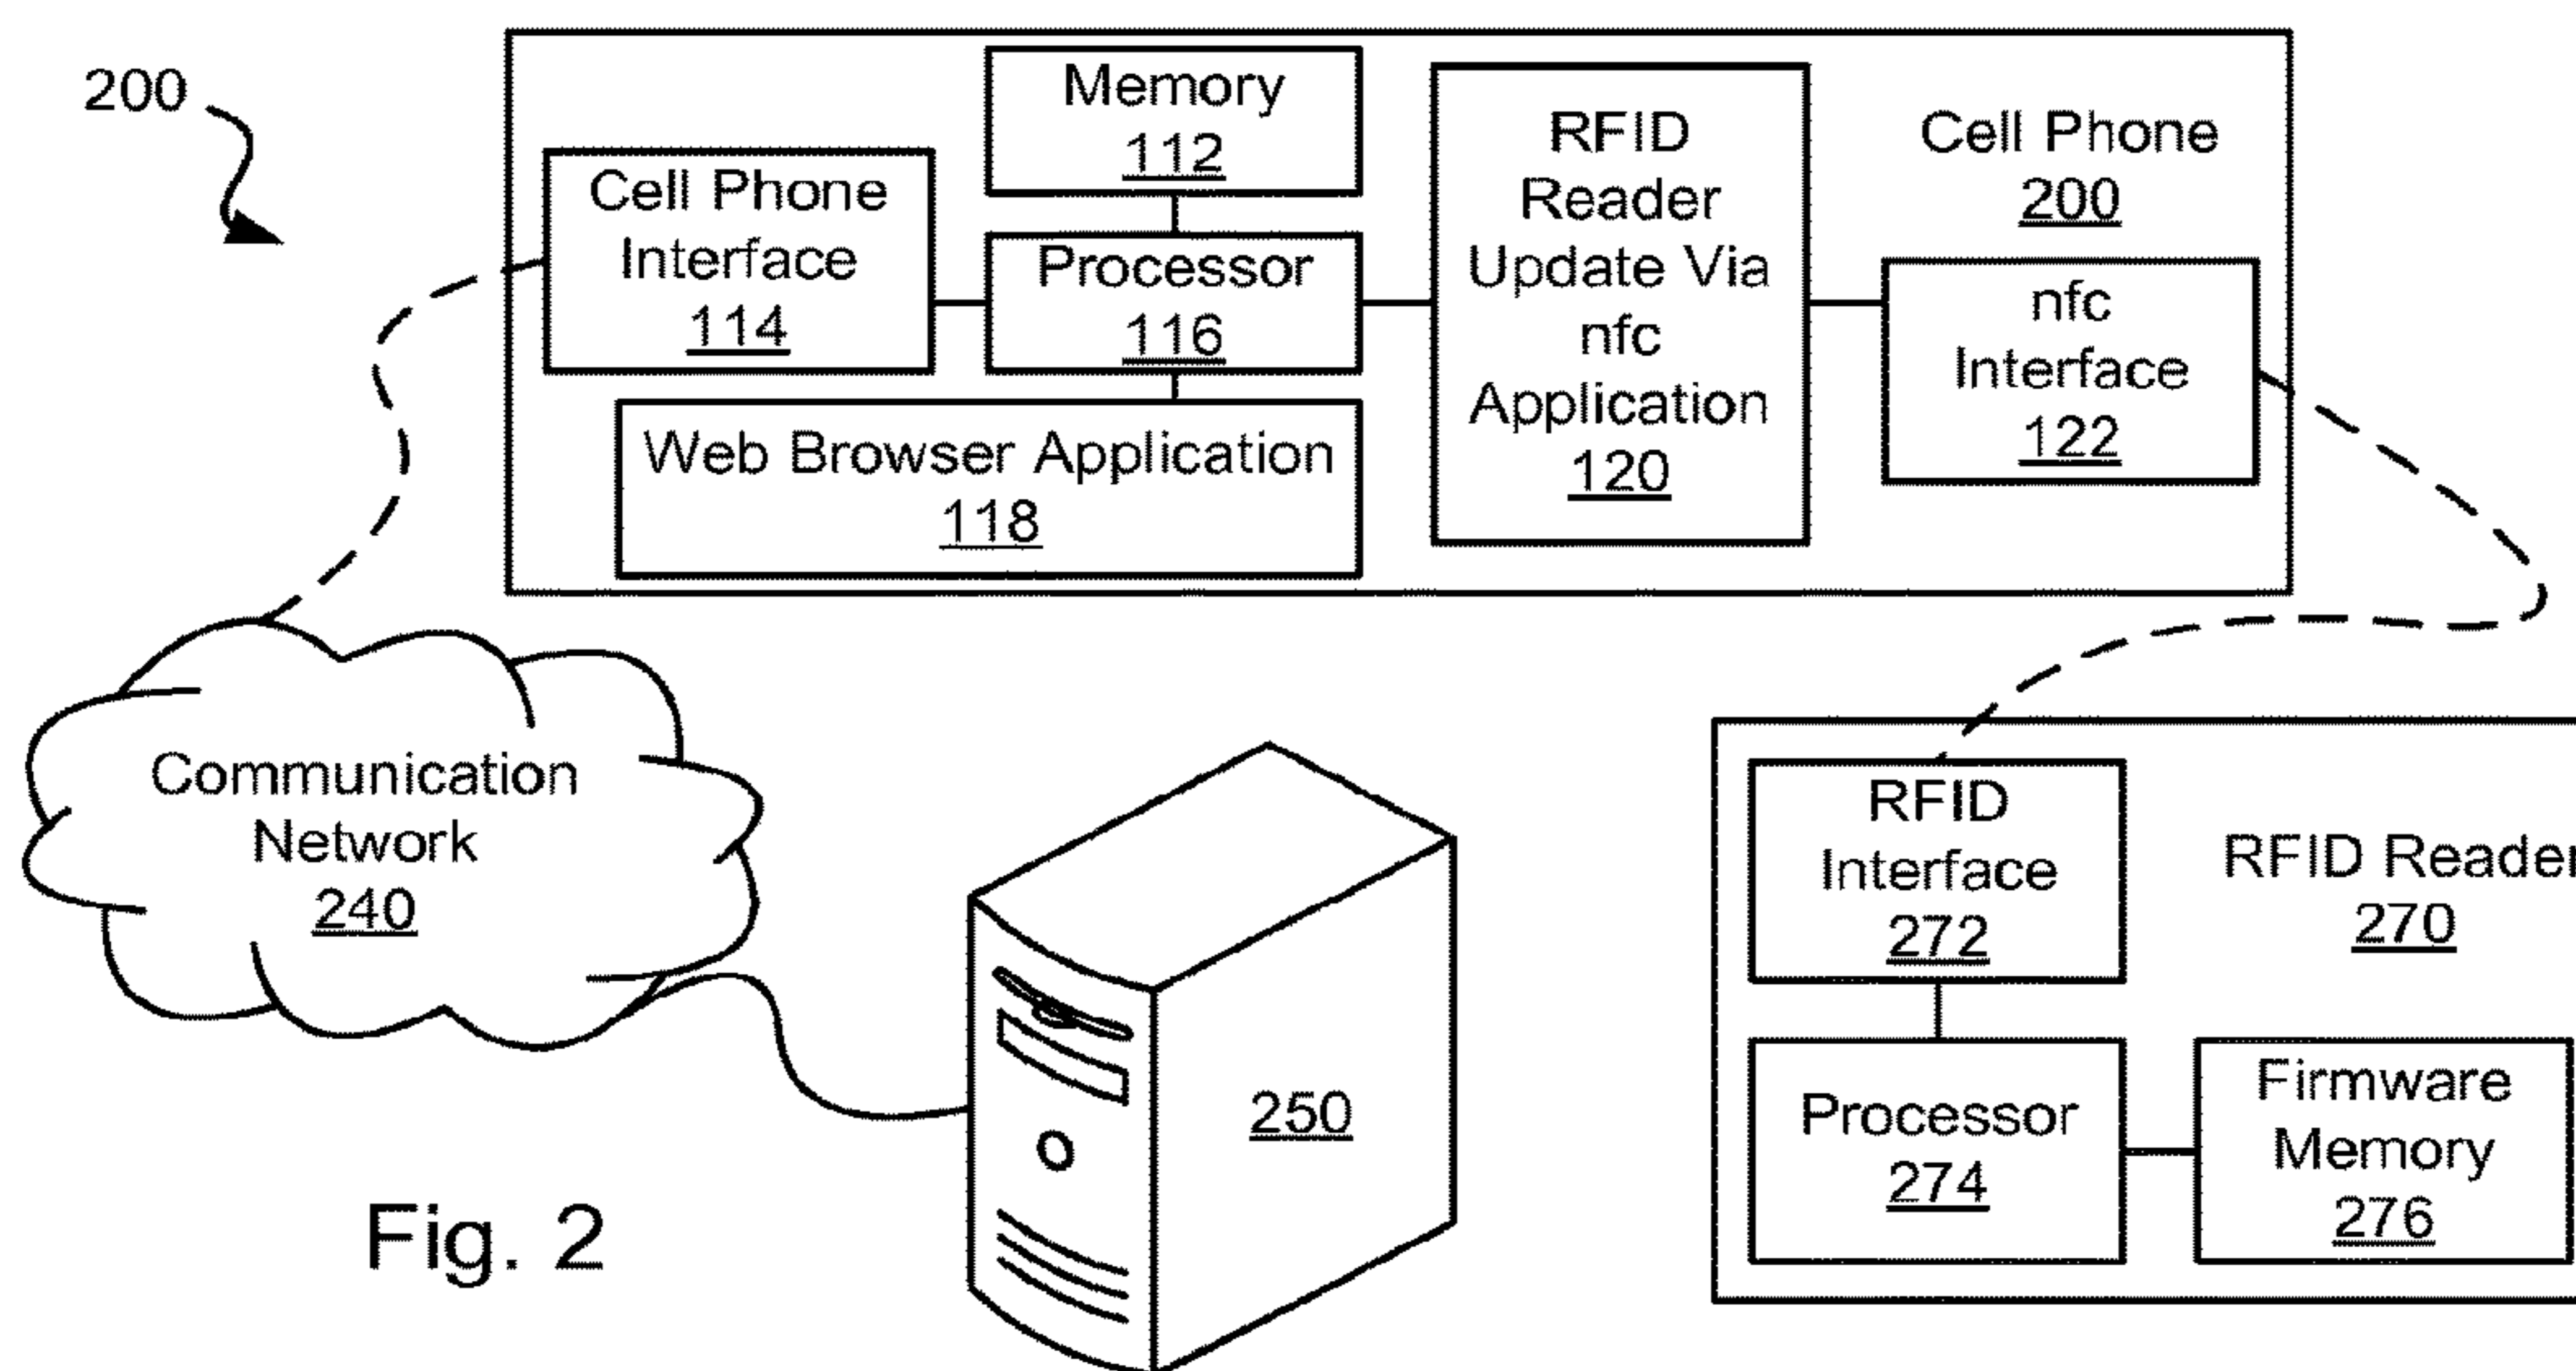 200
Memory
112
Cell Phone
Interface
114
Processor
116
Web Browser Application
118
RFID
Reader
Update Via
nfc
Application
120
Cell Phone
200
nfc
Interface
122
Communication
Network
240
250
RFID
Interface
272
RFID Reader
270
Processor
274
Firmware
Memory
276
Fig. 2